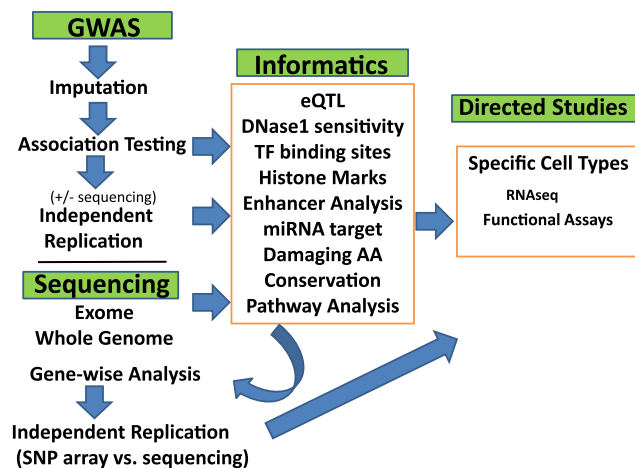 GWAS
Imputation
Association Testing
(+/- sequencing)
Independent
Replication
Sequencing
Exome
Whole Genome
Gene-wise Analysis
Independent Replication
(SNP array vs. sequencing)
Informatics
eQTL
DNase1 sensitivity
TF binding sites
Histone Marks
Enhancer Analysis
miRNA target
Damaging AA
Conservation
Pathway Analysis
Directed Studies
Specific Cell Types
RNAseq
Functional Assays